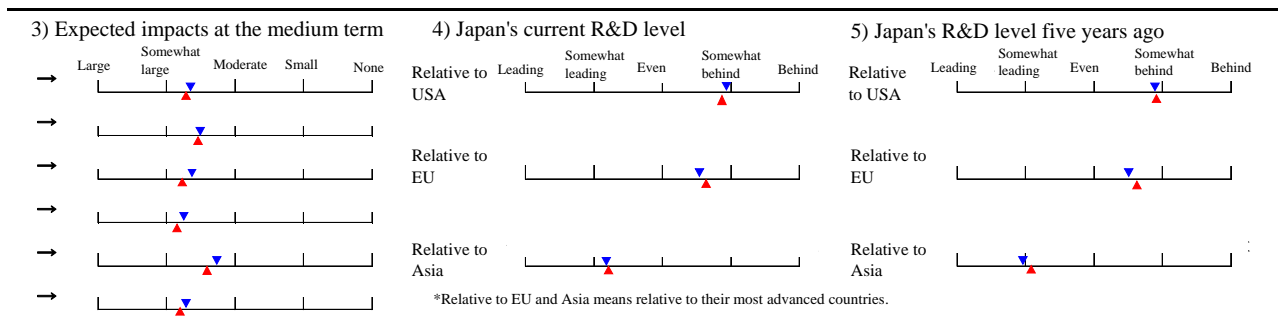 3) Expected impacts at the medium term
Large
Somewhat
large
Moderate
Small
None
4) Japan's current R&D level
Relative to
USA
Leading
Somewhat
leading
Even
Somewhat
behind
Behind
Relative to
EU
Relative to
Asia
*Relative to EU and Asia means relative to their most advanced countries.
5) Japan's R&D level five years ago
Relative
to USA
Leading
Somewhat
leading
Even
Somewhat
behind
Behind
Relative to
EU
Relative to
Asia